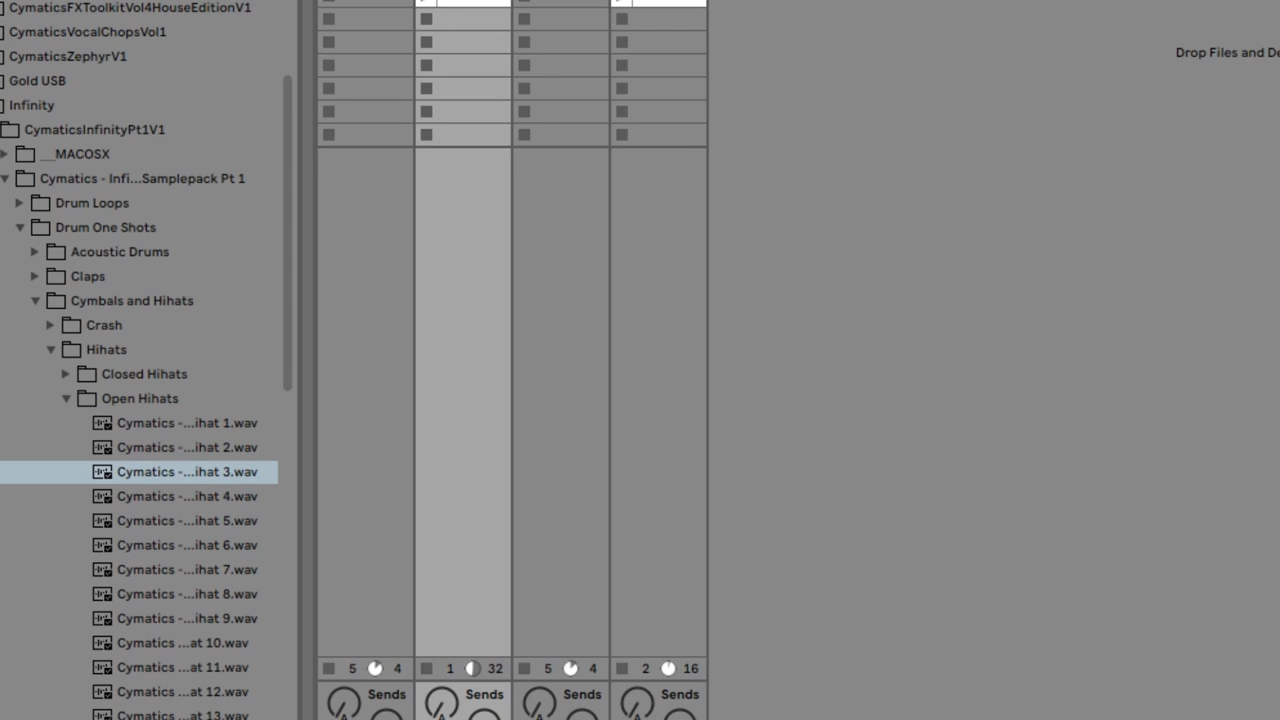 CymaticsFXToolkitVol4HouseEditionV1
CymaticsVocalChopsVol1
CymaticsZephyrV1
Gold USB
Infinity
CymaticsInfinityPt1V1
__MACOSX
Cymatics - Infi...Samplepack Pt 1
Drum Loops
Drum One Shots
Acoustic Drums
Claps
Cymbals and Hihats
Crash
Hihats
Closed Hihats
Open Hihats
Cymatics -...ihat 1.wav
Cymatics -...ihat 2.wav
Cymatics -...ihat 3.wav
Cymatics -...ihat 4.wav
Cymatics -...ihat 5.wav
Cymatics -...ihat 6.wav
Cymatics -...ihat 7.wav
Cymatics -...ihat 8.wav
Cymatics -...ihat 9.wav
Cymatics ...at 10.wav
Cymatics ...at 11.wav
Cymatics ...at 12.wav
Cymatics ...at 13.wav
5 4 1 32 5 4 2 16
Sends Sends Sends Sends
A A A A
Drop Files and De